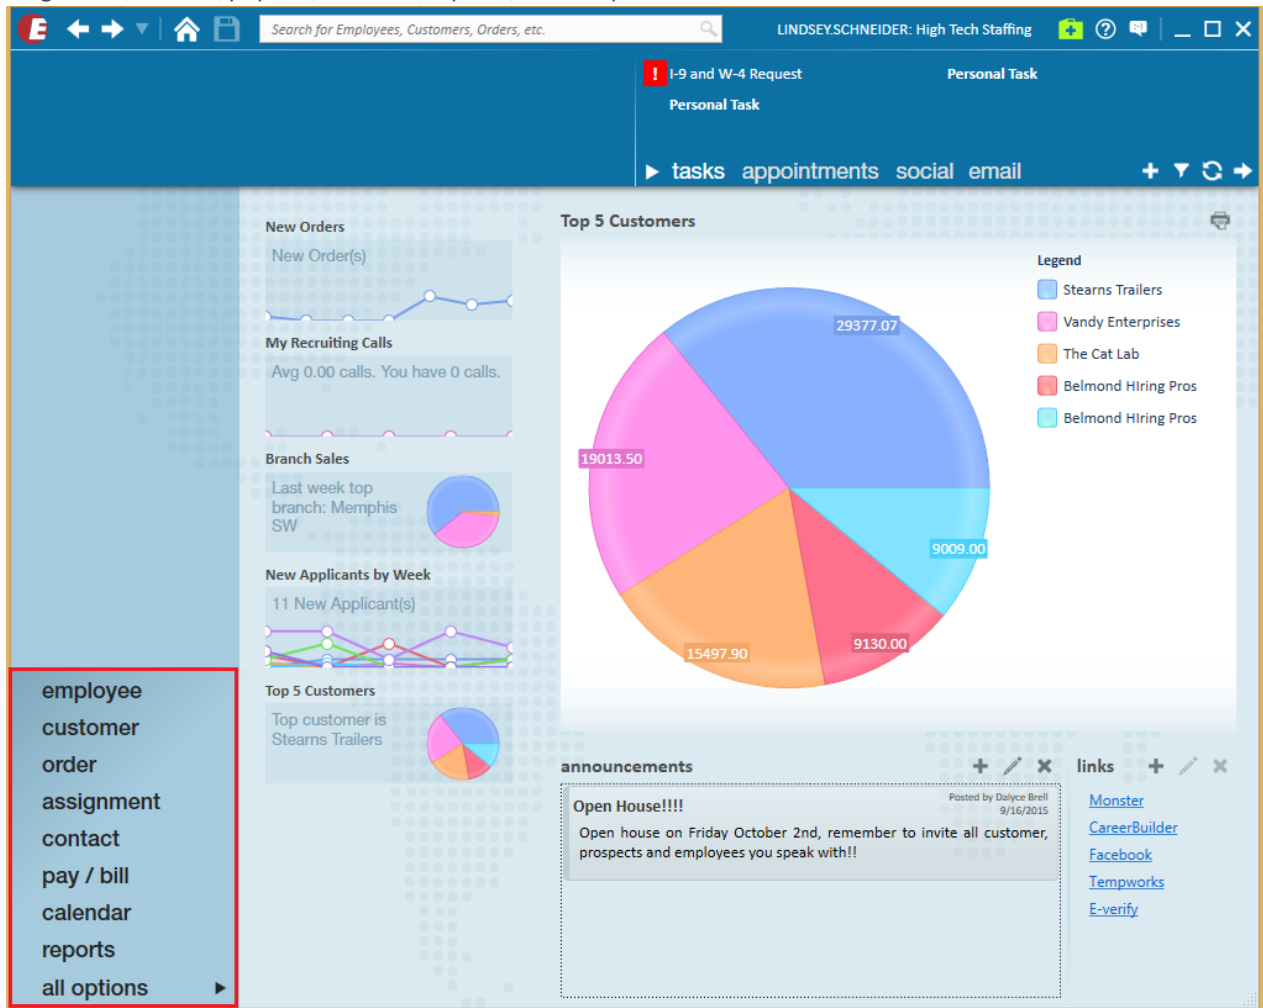 E
Search for Employees, Customers, Orders, etc.
LINDSEY.SCHNEIDER: High Tech Staffing
! I-9 and W-4 Request
Personal Task
Personal Task
tasks appointments social email
New Orders
New Order(s)
My Recruiting Calls
Avg 0.00 calls. You have 0 calls.
Branch Sales
Last week top
branch: Memphis
SW
New Applicants by Week
11 New Applicant(s)
Top 5 Customers
Top customer is
Stearns Trailers
Top 5 Customers
29377.07
19013.50
15497.90
9130.00
9009.00
Legend
Stearns Trailers
Vandy Enterprises
The Cat Lab
Belmond HIring Pros
Belmond HIring Pros
employee
customer
order
assignment
contact
pay / bill
calendar
reports
all options
announcements
Open House!!!!
Posted by Dalyce Brell
9/16/2015
Open house on Friday October 2nd, remember to invite all customer,
prospects and employees you speak with!!
links
Monster
CareerBuilder
Facebook
Tempworks
E-verify